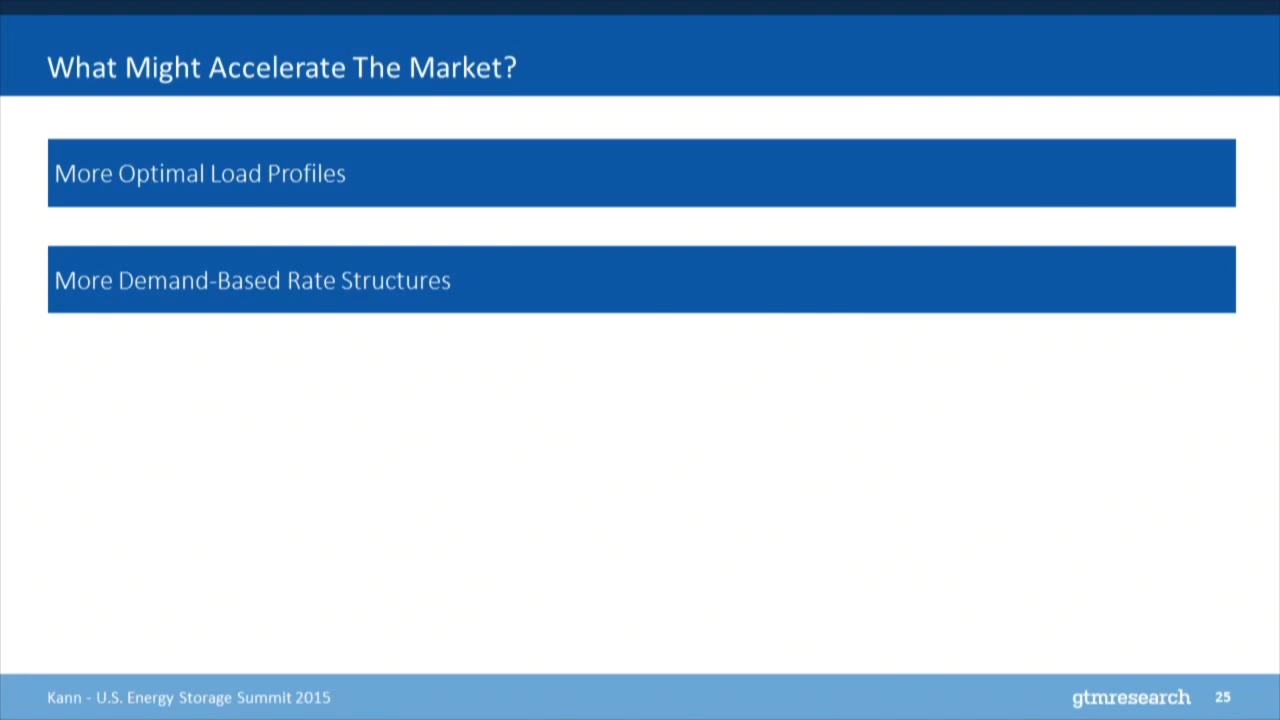 What Might Accelerate The Market?
More Optimal Load Profiles
More Demand-Based Rate Structures
Kann - U.S. Energy Storage Summit 2015
gtmresearch 25